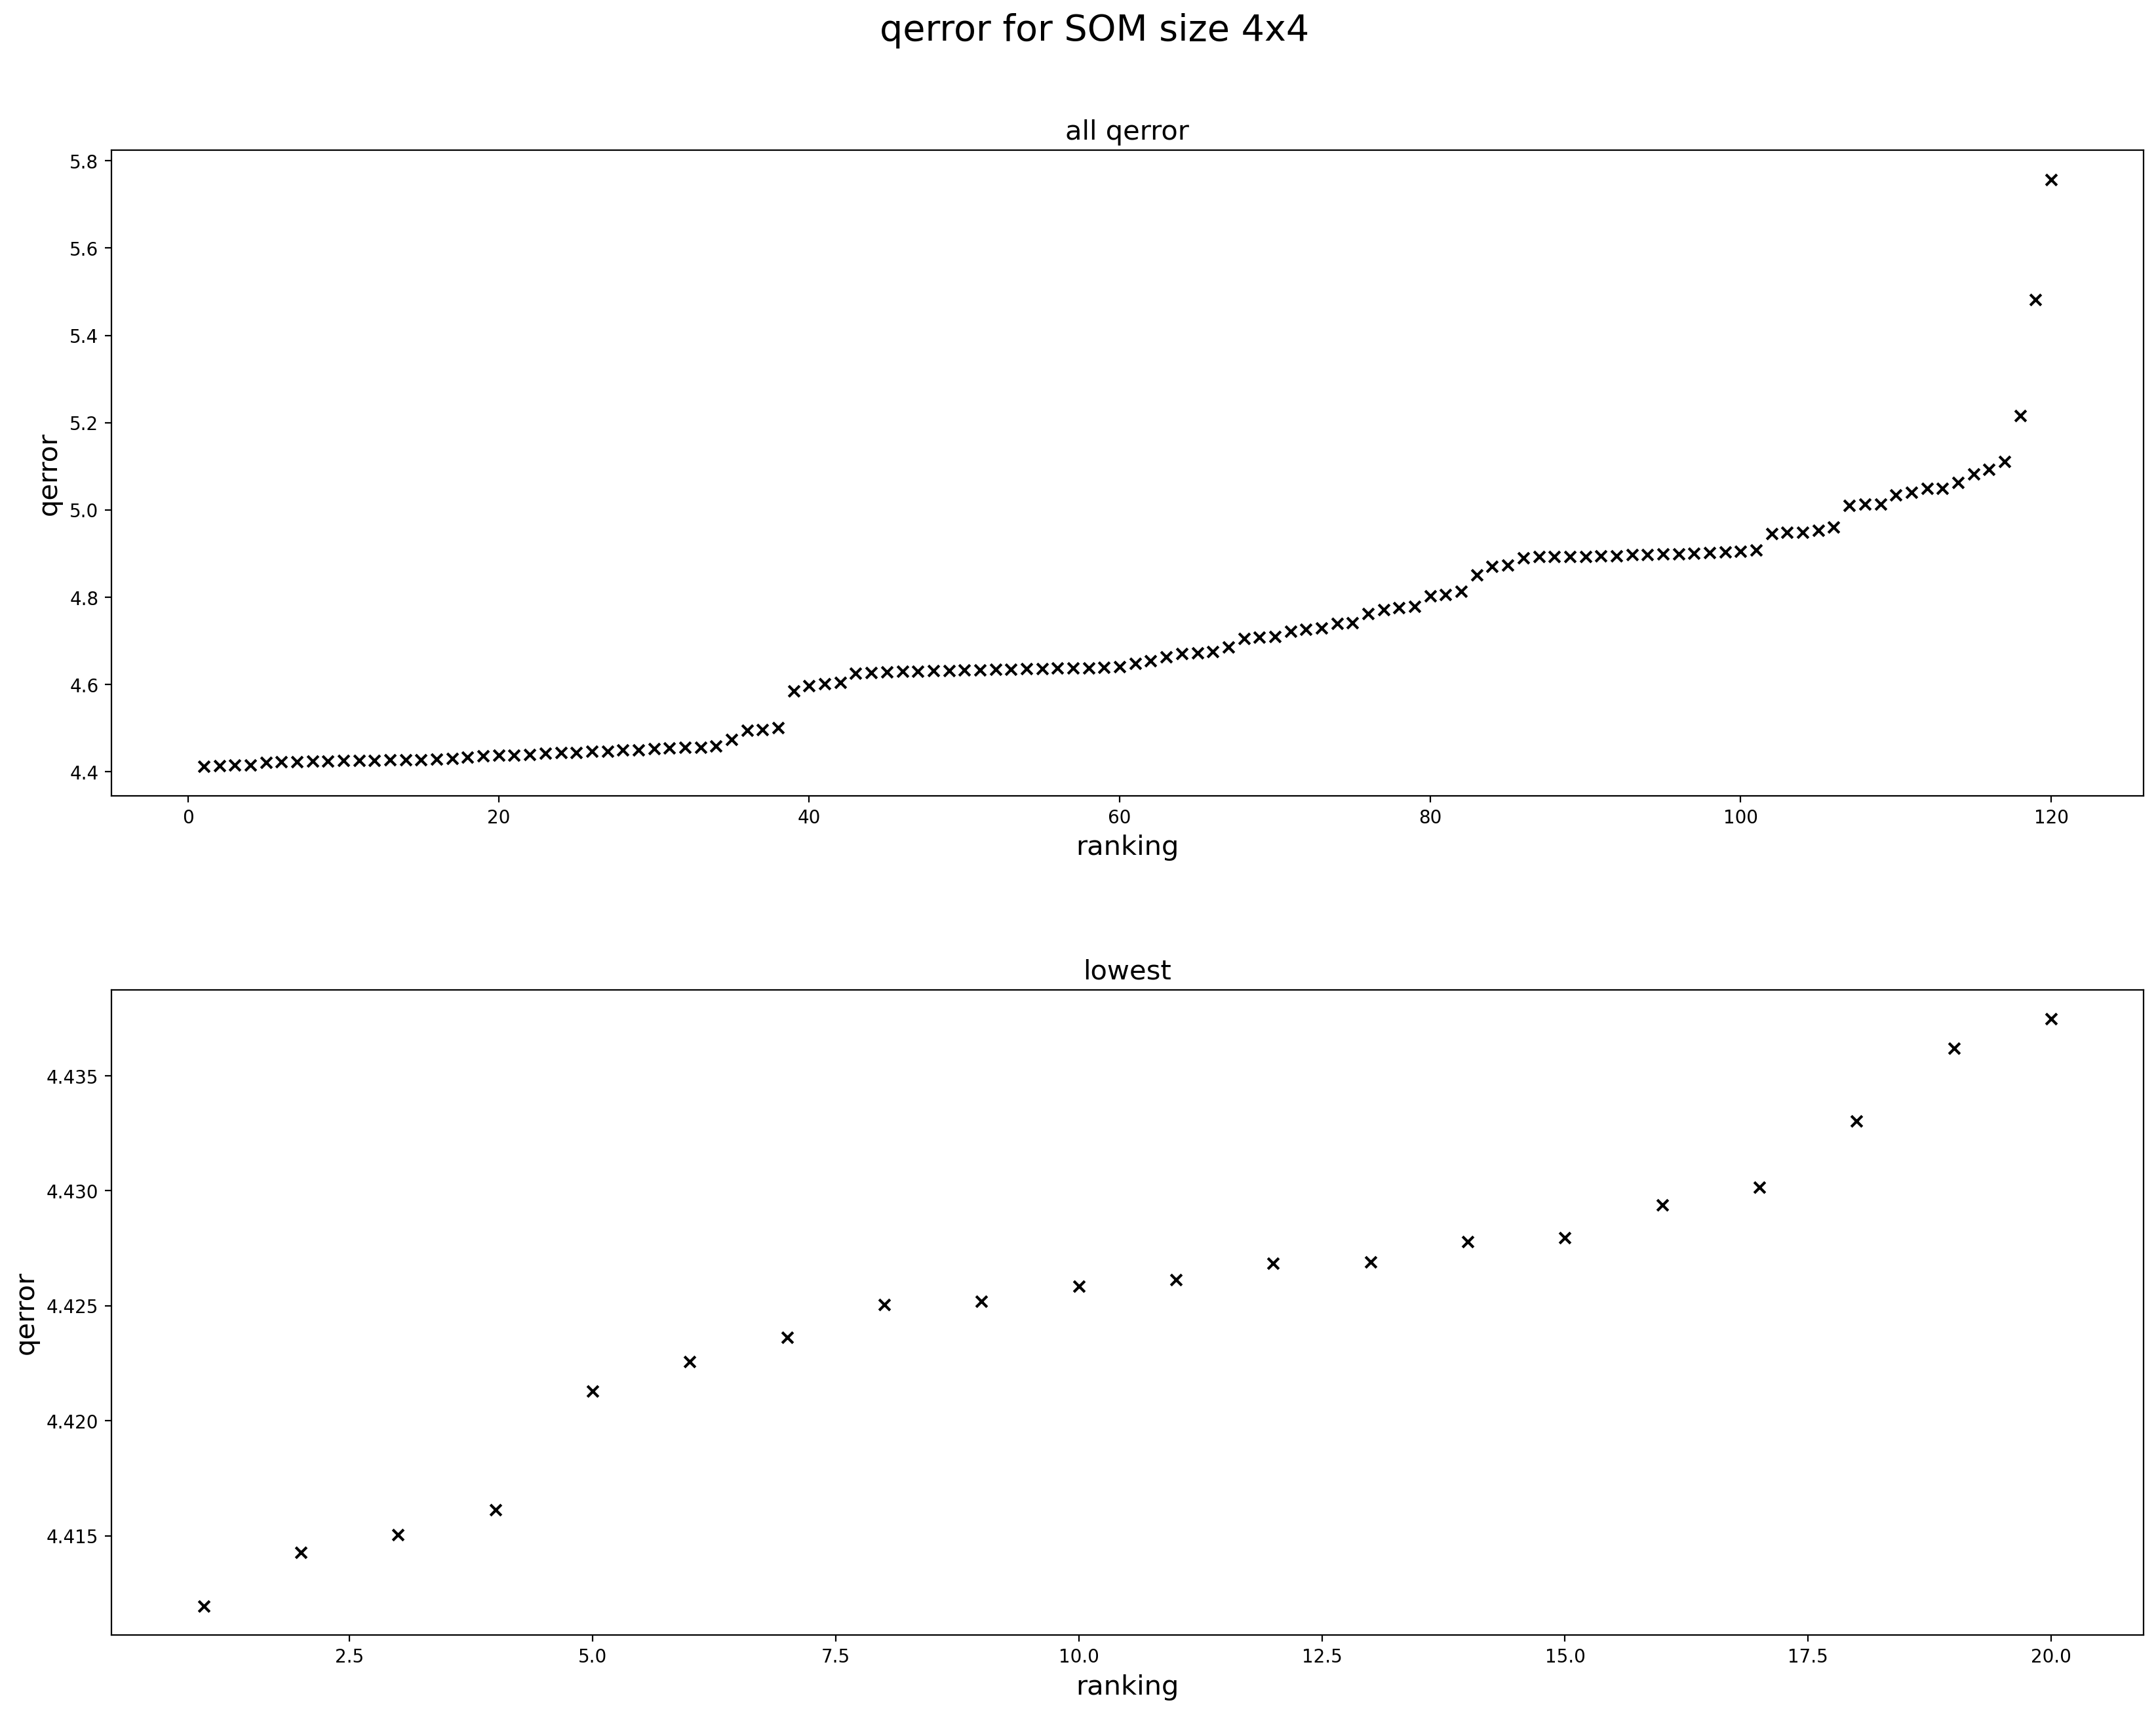 qerror for SOM size 4x4
all qerror
5.8
5.6
5.4
5.2
5.0
4.8
4.6
4.4
qerror
0 20 40 60 80 100 120
ranking
lowest
4.435
4.430
4.425
4.420
4.415
qerror
2.5 5.0 7.5 10.0 12.5 15.0 17.5 20.0
ranking